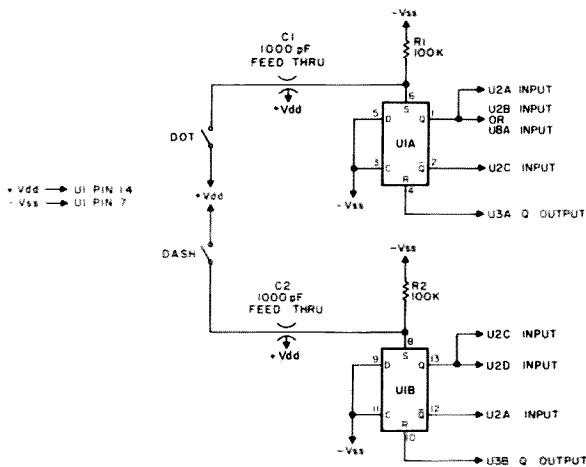 -Vss
C1
1000 pF
FEED THRU
R1
100K
+Vdd
6
S
5
D
Q
1
U1A
3
C
Q̅
2
R
4
-Vss
U2A INPUT
U2B INPUT
OR
U8A INPUT
U2C INPUT
U3A Q OUTPUT
DOT
+Vdd → U1 PIN 14
-Vss → U1 PIN 7
+Vdd
DASH
-Vss
C2
1000 pF
FEED THRU
R2
100K
+Vdd
8
S
9
D
Q
13
U1B
11
C
Q̅
12
R
10
-Vss
U2C INPUT
U2D INPUT
U2A INPUT
U3B Q OUTPUT